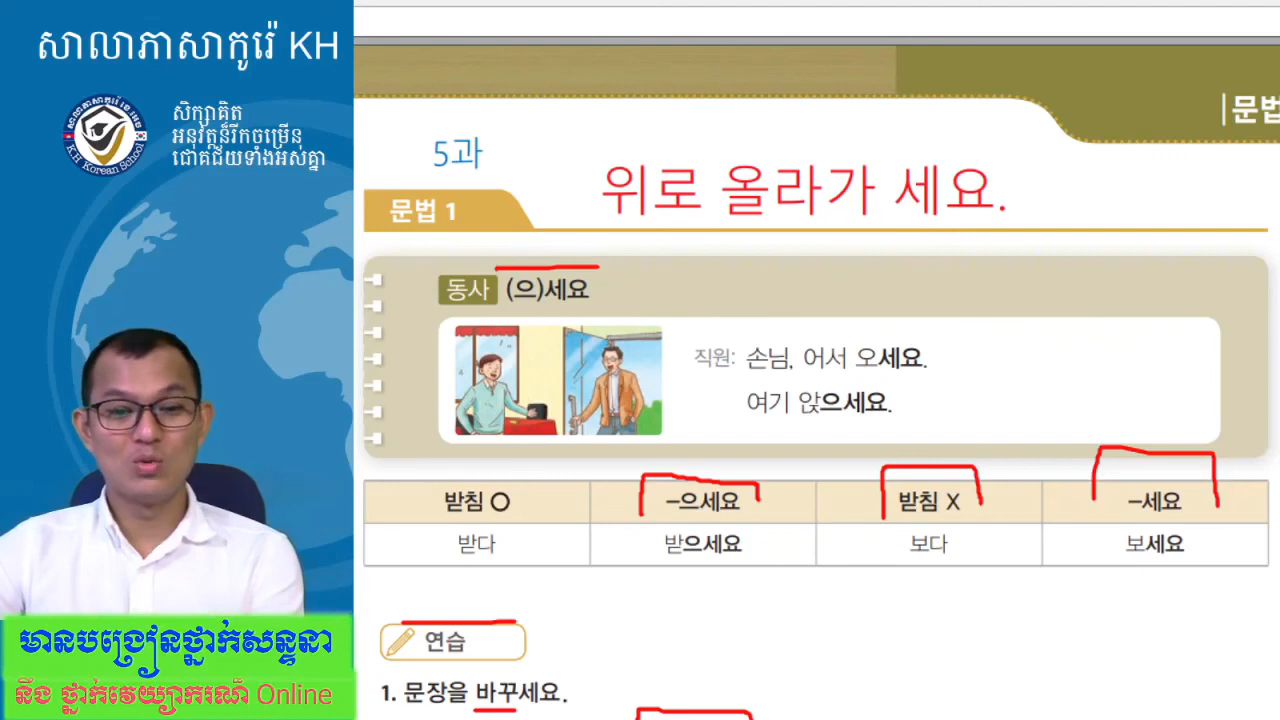 សាលាភាសាកូរ៉េ KH
សិក្សាគិត
អនុវត្តន៍រីកចម្រើន
ជោគជ័យទាំងអស់គ្នា
K.H Korean School
មានបង្រៀនថ្នាក់សន្ទនា
និង ថ្នាក់វេយ្យាករណ៍ Online
문법
5과
위로 올라가 세요.
문법 1
동사 (으)세요
직원: 손님, 어서 오세요.
여기 앉으세요.
받침 O –으세요 받침 X –세요
받다 받으세요 보다 보세요
연습
1. 문장을 바꾸세요.